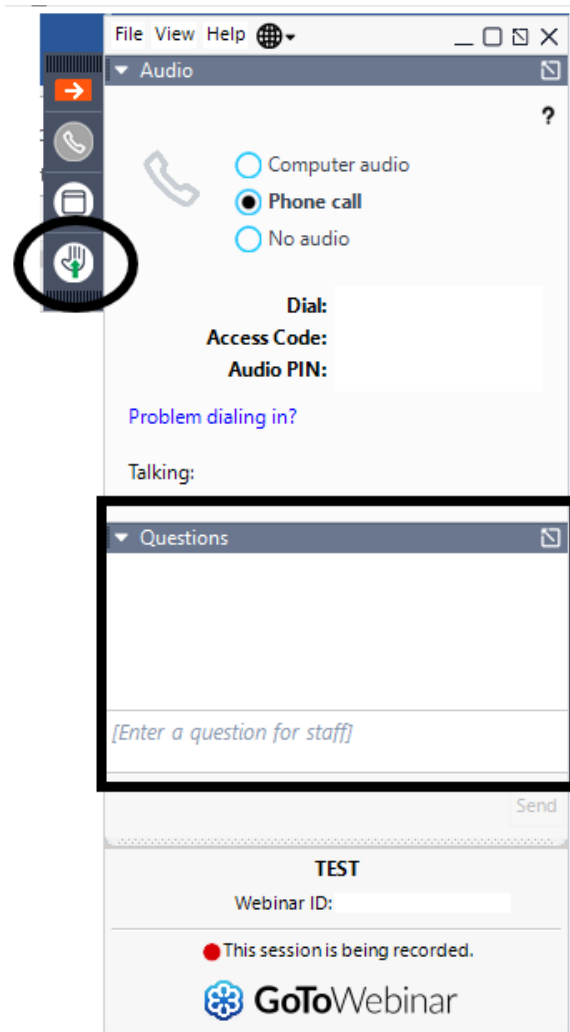 File View Help
Audio
?
Computer audio
Phone call
No audio
Dial:
Access Code:
Audio PIN:
Problem dialing in?
Talking:
Questions
[Enter a question for staff]
Send
TEST
Webinar ID:
This session is being recorded.
GoToWebinar